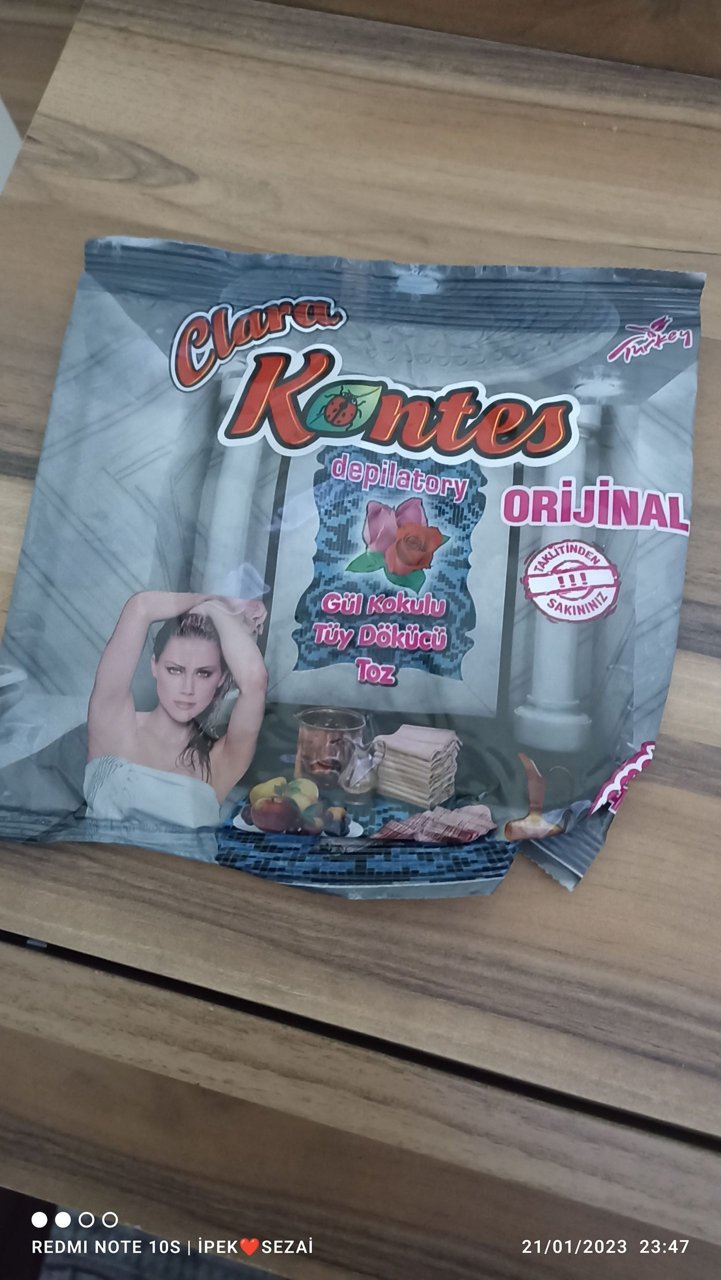 Clara
Kontes
Turkey
depilatory
ORİJİNAL
TAKLİTİNDEN
!!!
SAKININIZ
Gül Kokulu
Tüy Dökücü
Toz
REDMI NOTE 10S | İPEK❤️SEZAİ
21/01/2023 23:47